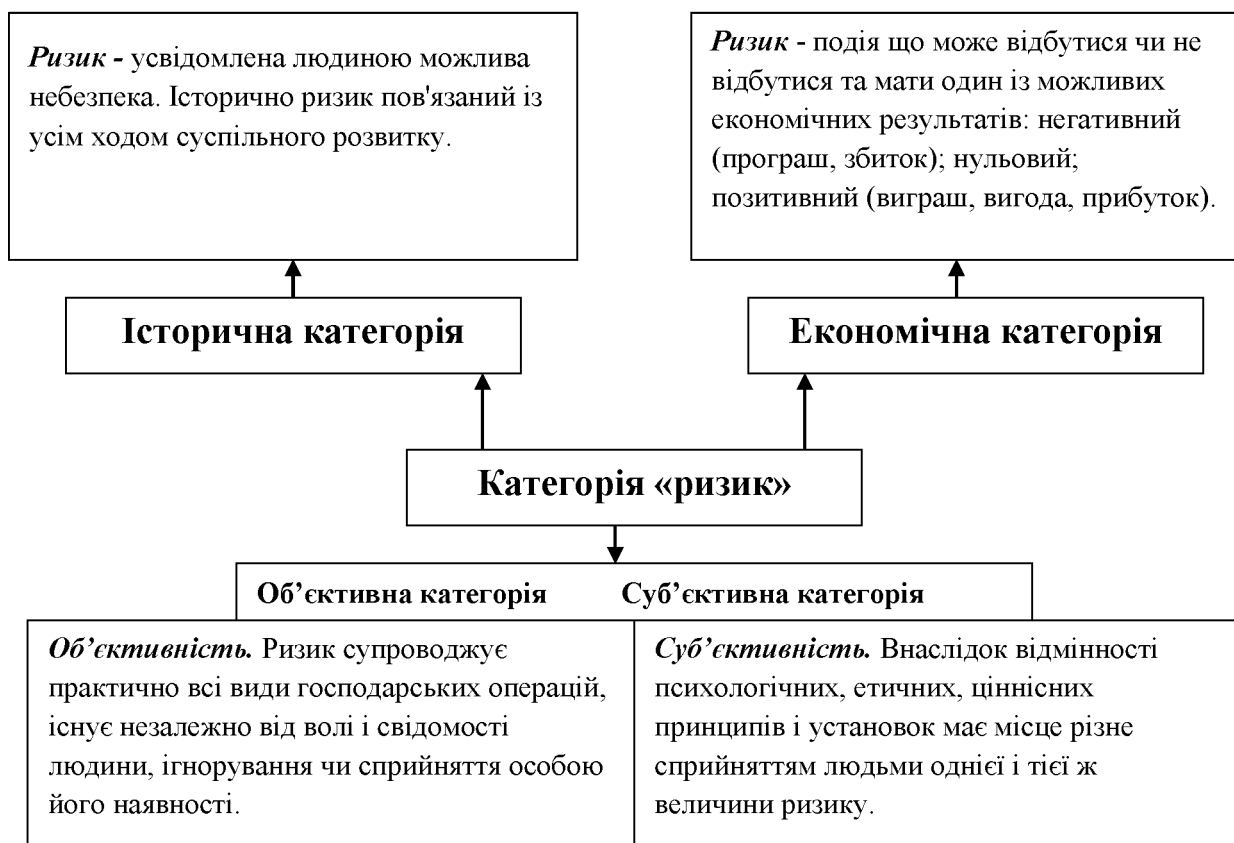 Ризик - усвідомлена людиною можлива
небезпека. Історично ризик пов'язаний із
усім ходом суспільного розвитку.
Ризик - подія що може відбутися чи не
відбутися та мати один із можливих
економічних результатів: негативний
(програш, збиток); нульовий;
позитивний (виграш, вигода, прибуток).
Історична категорія
Економічна категорія
Категорія «ризик»
Об’єктивна категорія Суб’єктивна категорія
Об’єктивність. Ризик супроводжує
практично всі види господарських операцій,
існує незалежно від волі і свідомості
людини, ігнорування чи сприйняття особою
його наявності.
Суб’єктивність. Внаслідок відмінності
психологічних, етичних, ціннісних
принципів і установок має місце різне
сприйняттям людьми однієї і тієї ж
величини ризику.